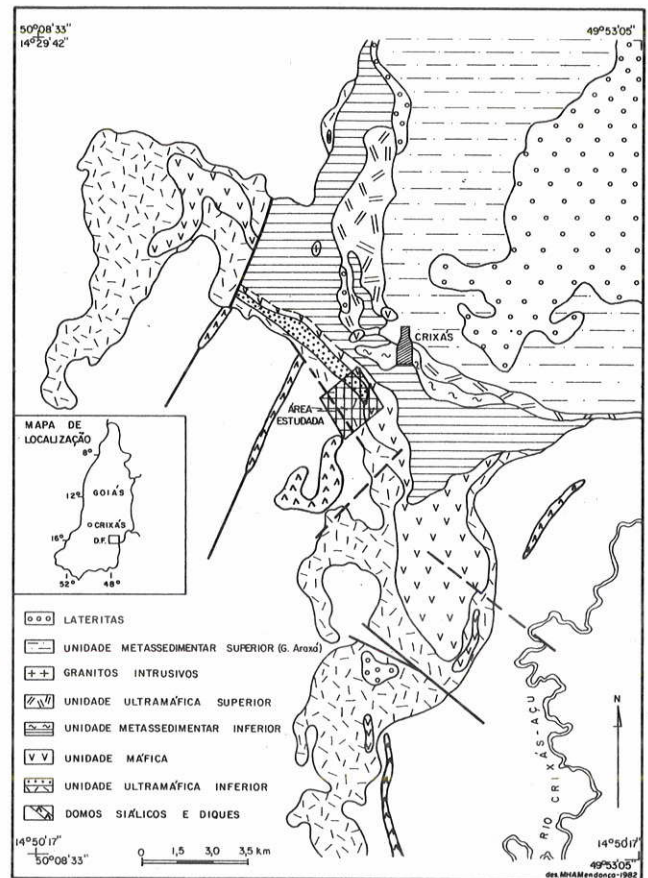 50°08'33"
14°29'42"
49°53'05"
CRIXÁS
ÁREA
ESTUDADA
MAPA DE
LOCALIZAÇÃO
8°
GOIÁS
12°
CRIXÁS
D.F.
16°
52° 48°
LATERITAS
UNIDADE METASSEDIMENTAR SUPERIOR (G. Araxá)
GRANITOS INTRUSIVOS
UNIDADE ULTRAMÁFICA SUPERIOR
UNIDADE METASSEDIMENTAR INFERIOR
UNIDADE MÁFICA
UNIDADE ULTRAMÁFICA INFERIOR
DOMOS SIÁLICOS E DIQUES
N
RIO CRIXÁS-AÇU
14°50'17"
50°08'33"
0 1,5 3,0 3,5 km
14°50'17"
49°53'05"
des.MHAMendonça-1982